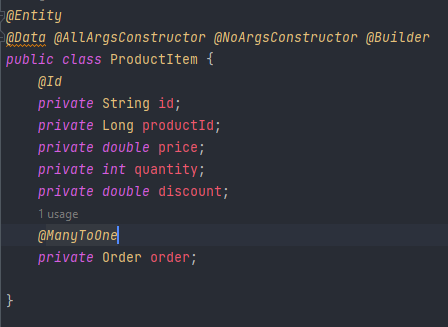 @Entity
@Data @AllArgsConstructor @NoArgsConstructor @Builder
public class ProductItem {
@Id
private String id;
private Long productId;
private double price;
private int quantity;
private double discount;
1 usage
@ManyToOne
private Order order;
}